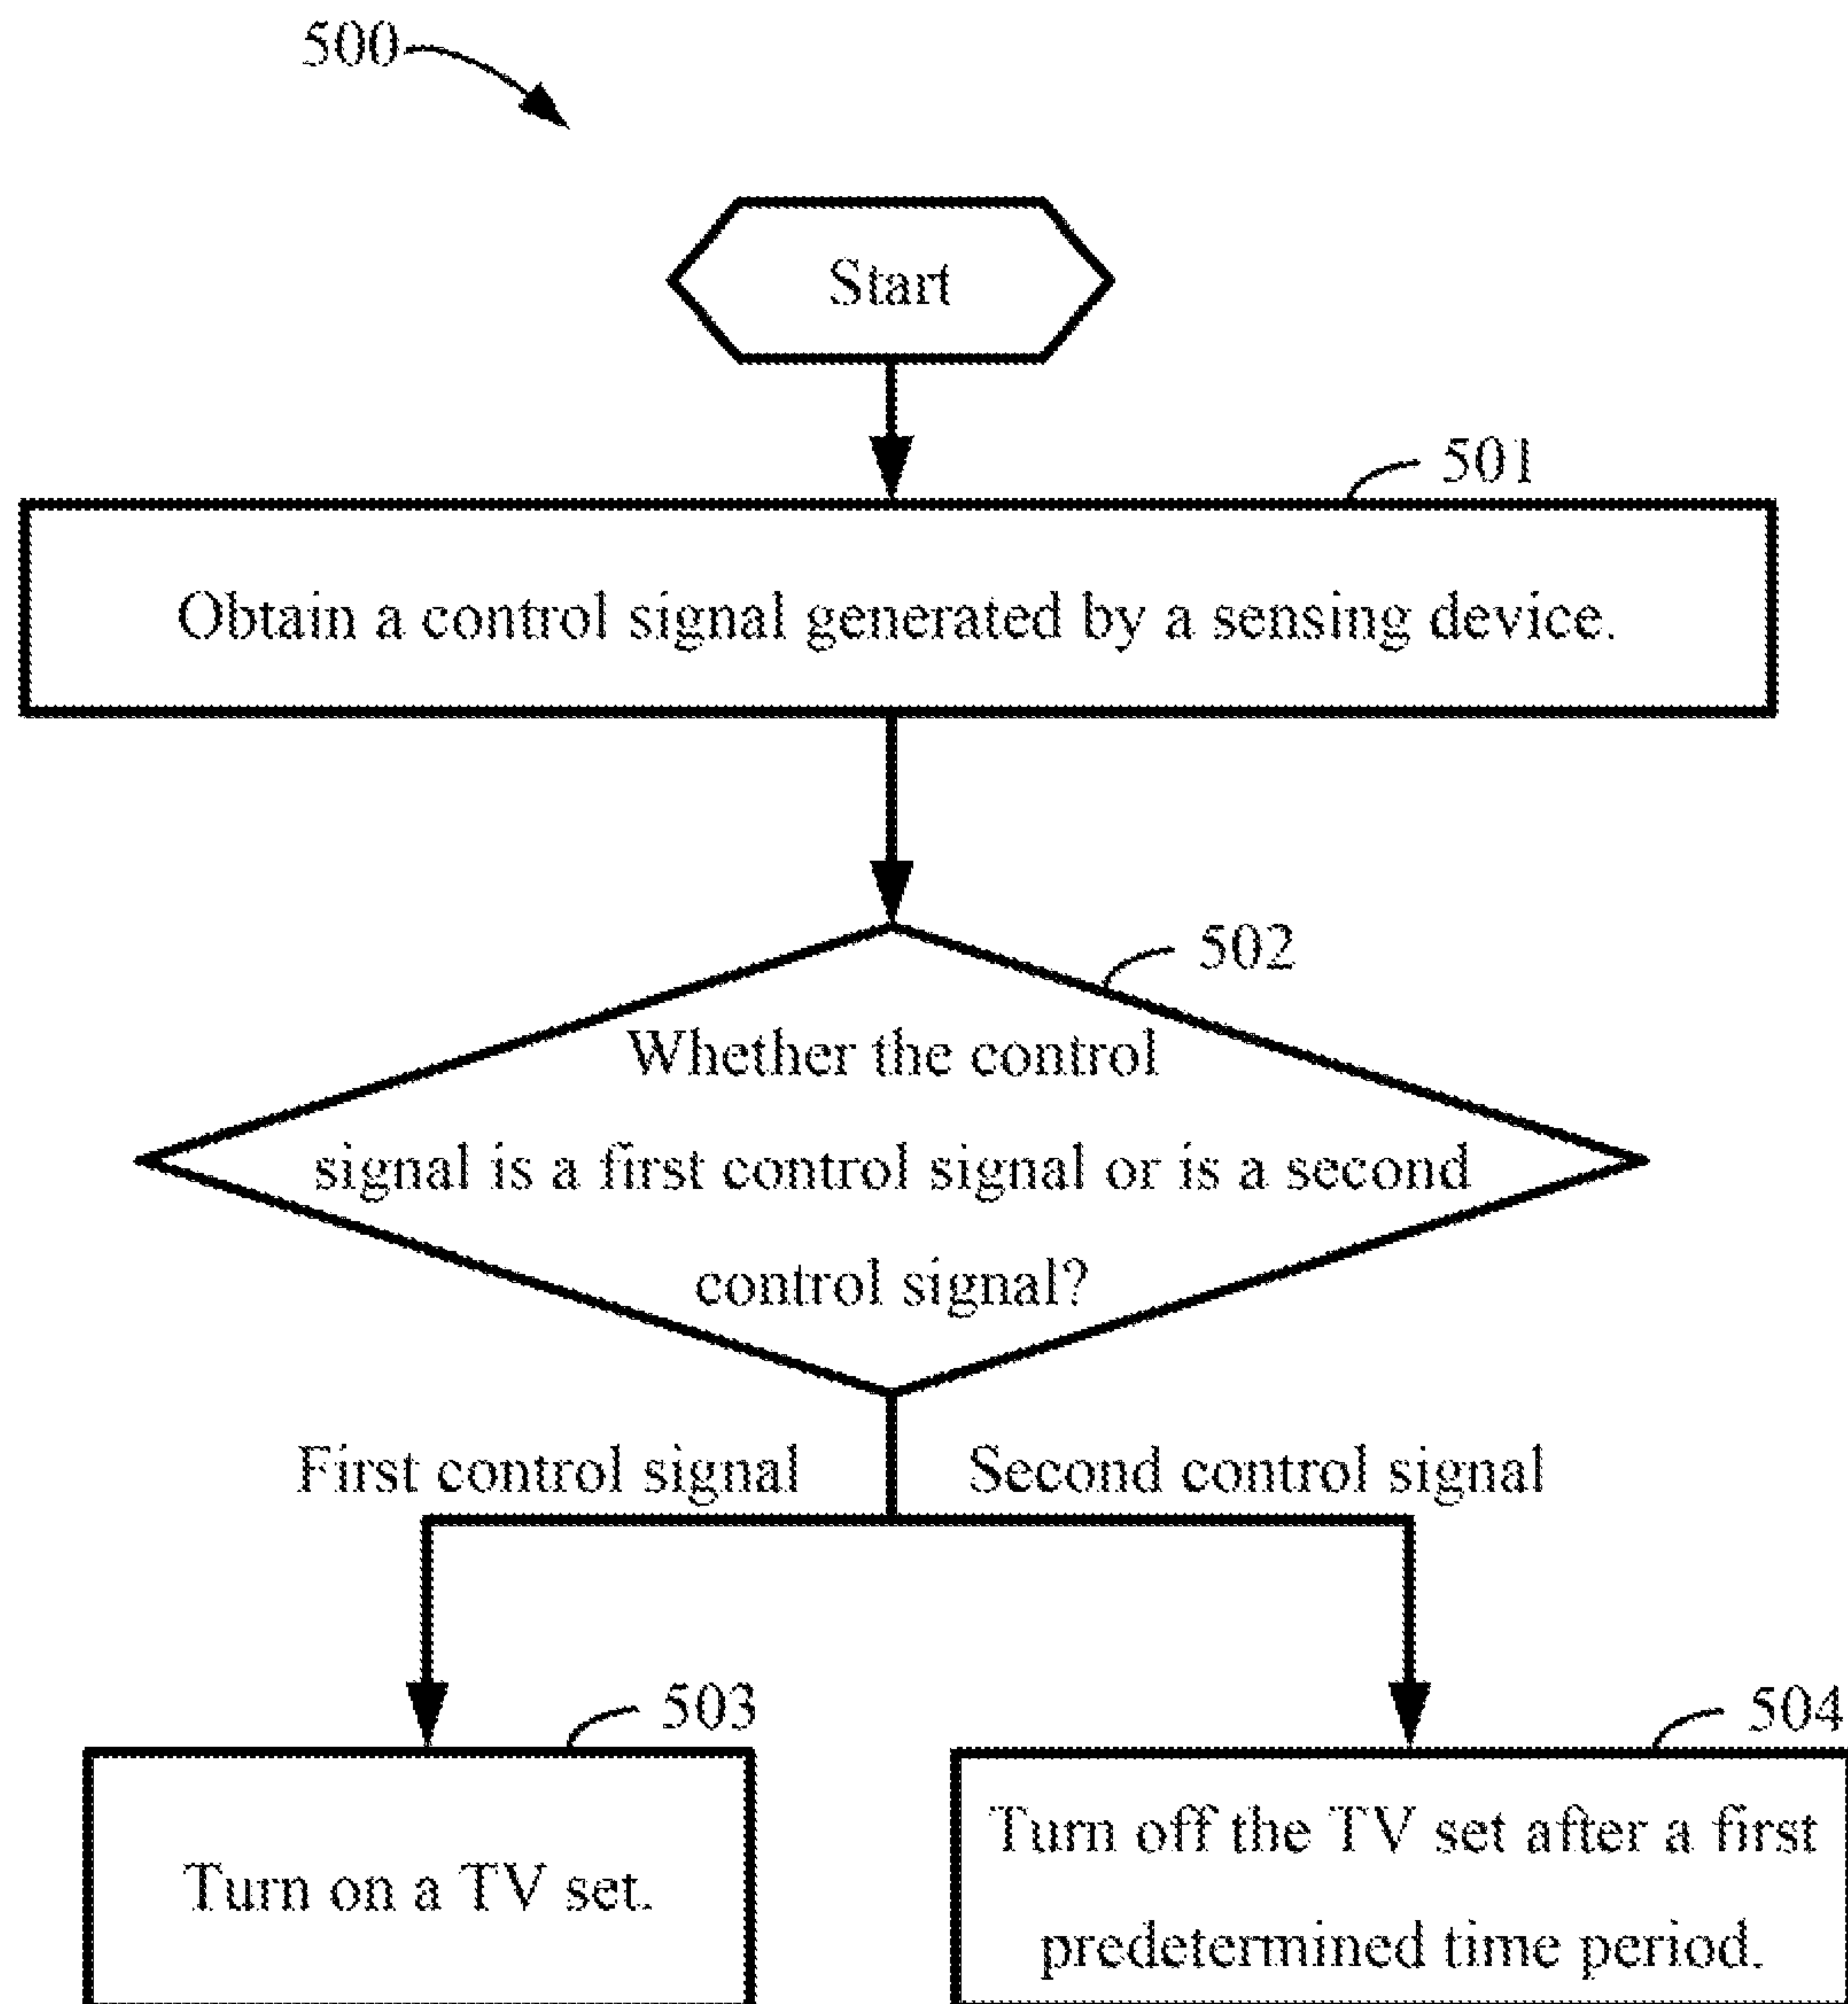 500
Start
501
Obtain a control signal generated by a sensing device.
502
Whether the control
signal is a first control signal or is a second
control signal?
First control signal
Second control signal
503
Turn on a TV set.
504
Turn off the TV set after a first
predetermined time period.